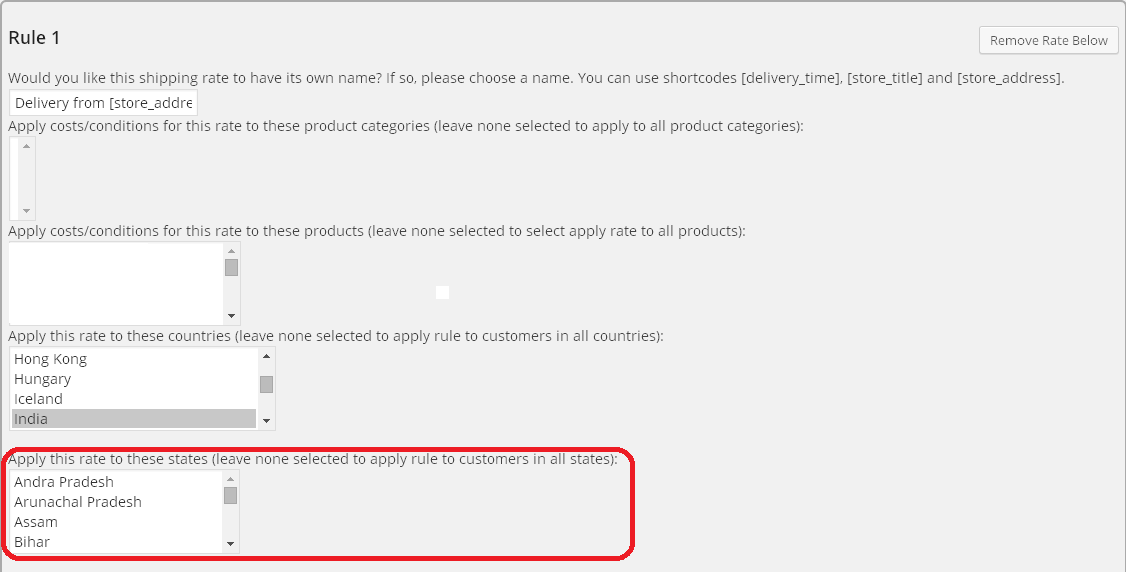 Rule 1
Remove Rate Below
Would you like this shipping rate to have its own name? If so, please choose a name. You can use shortcodes [delivery_time], [store_title] and [store_address].
Delivery from [store_addre
Apply costs/conditions for this rate to these product categories (leave none selected to apply to all product categories):
Apply costs/conditions for this rate to these products (leave none selected to select apply rate to all products):
Apply this rate to these countries (leave none selected to apply rule to customers in all countries):
Hong Kong
Hungary
Iceland
India
Apply this rate to these states (leave none selected to apply rule to customers in all states):
Andra Pradesh
Arunachal Pradesh
Assam
Bihar